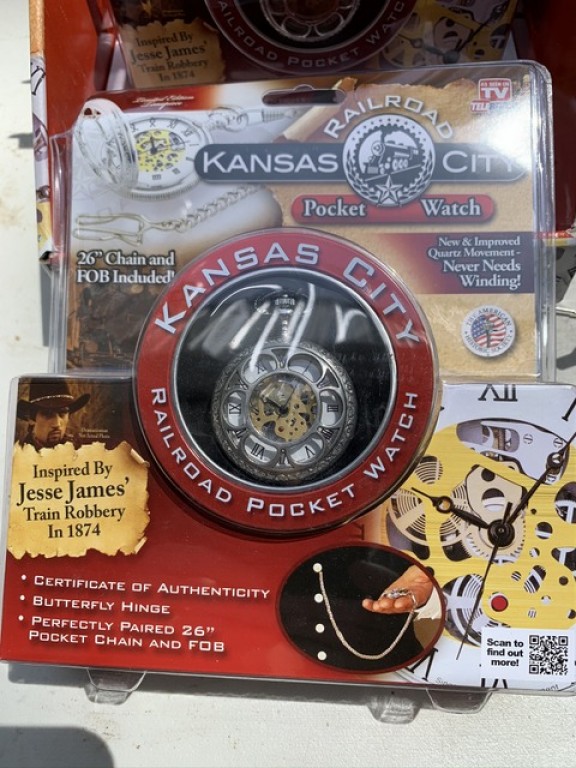 Inspired By
Jesse James'
Train Robbery
In 1874
RAILROAD POCKET WATCH
AS SEEN ON
TV
RAILROAD
KANSAS CITY
Pocket Watch
26" Chain and
FOB Included!
New & Improved
Quartz Movement -
Never Needs
Winding!
KANSAS CITY
RAILROAD POCKET WATCH
Inspired By
Jesse James'
Train Robbery
In 1874
• CERTIFICATE OF AUTHENTICITY
• BUTTERFLY HINGE
• PERFECTLY PAIRED 26"
POCKET CHAIN AND FOB
XII
Scan to
find out
more!